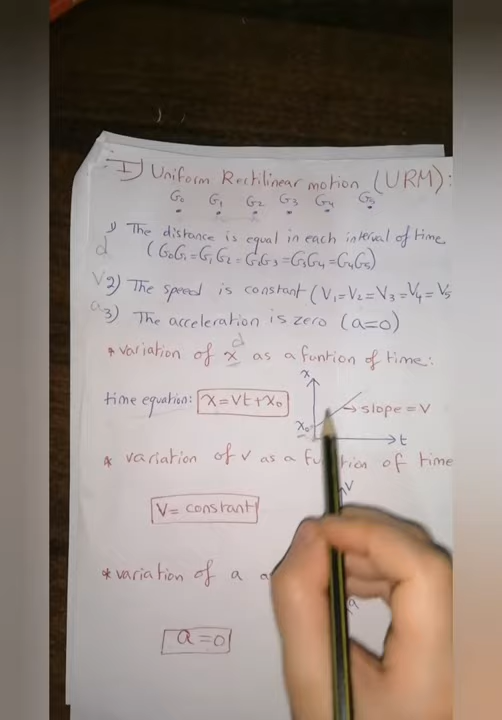 I) Uniform Rectilinear motion (URM):
G0 G1 G2 G3 G4 G5
1) The distance is equal in each interval of time
d
(G0G1=G1G2=G2G3=G3G4=G4G5)
V 2) The speed is constant (V1=V2=V3=V4=V5
a 3) The acceleration is zero (a=0)
d
* variation of x as a funtion of time:
x
time equation: x=vt+x0
→ slope = V
x0
t
* variation of v as a function of time
V
V= constant
* variation of a a
a
a=0